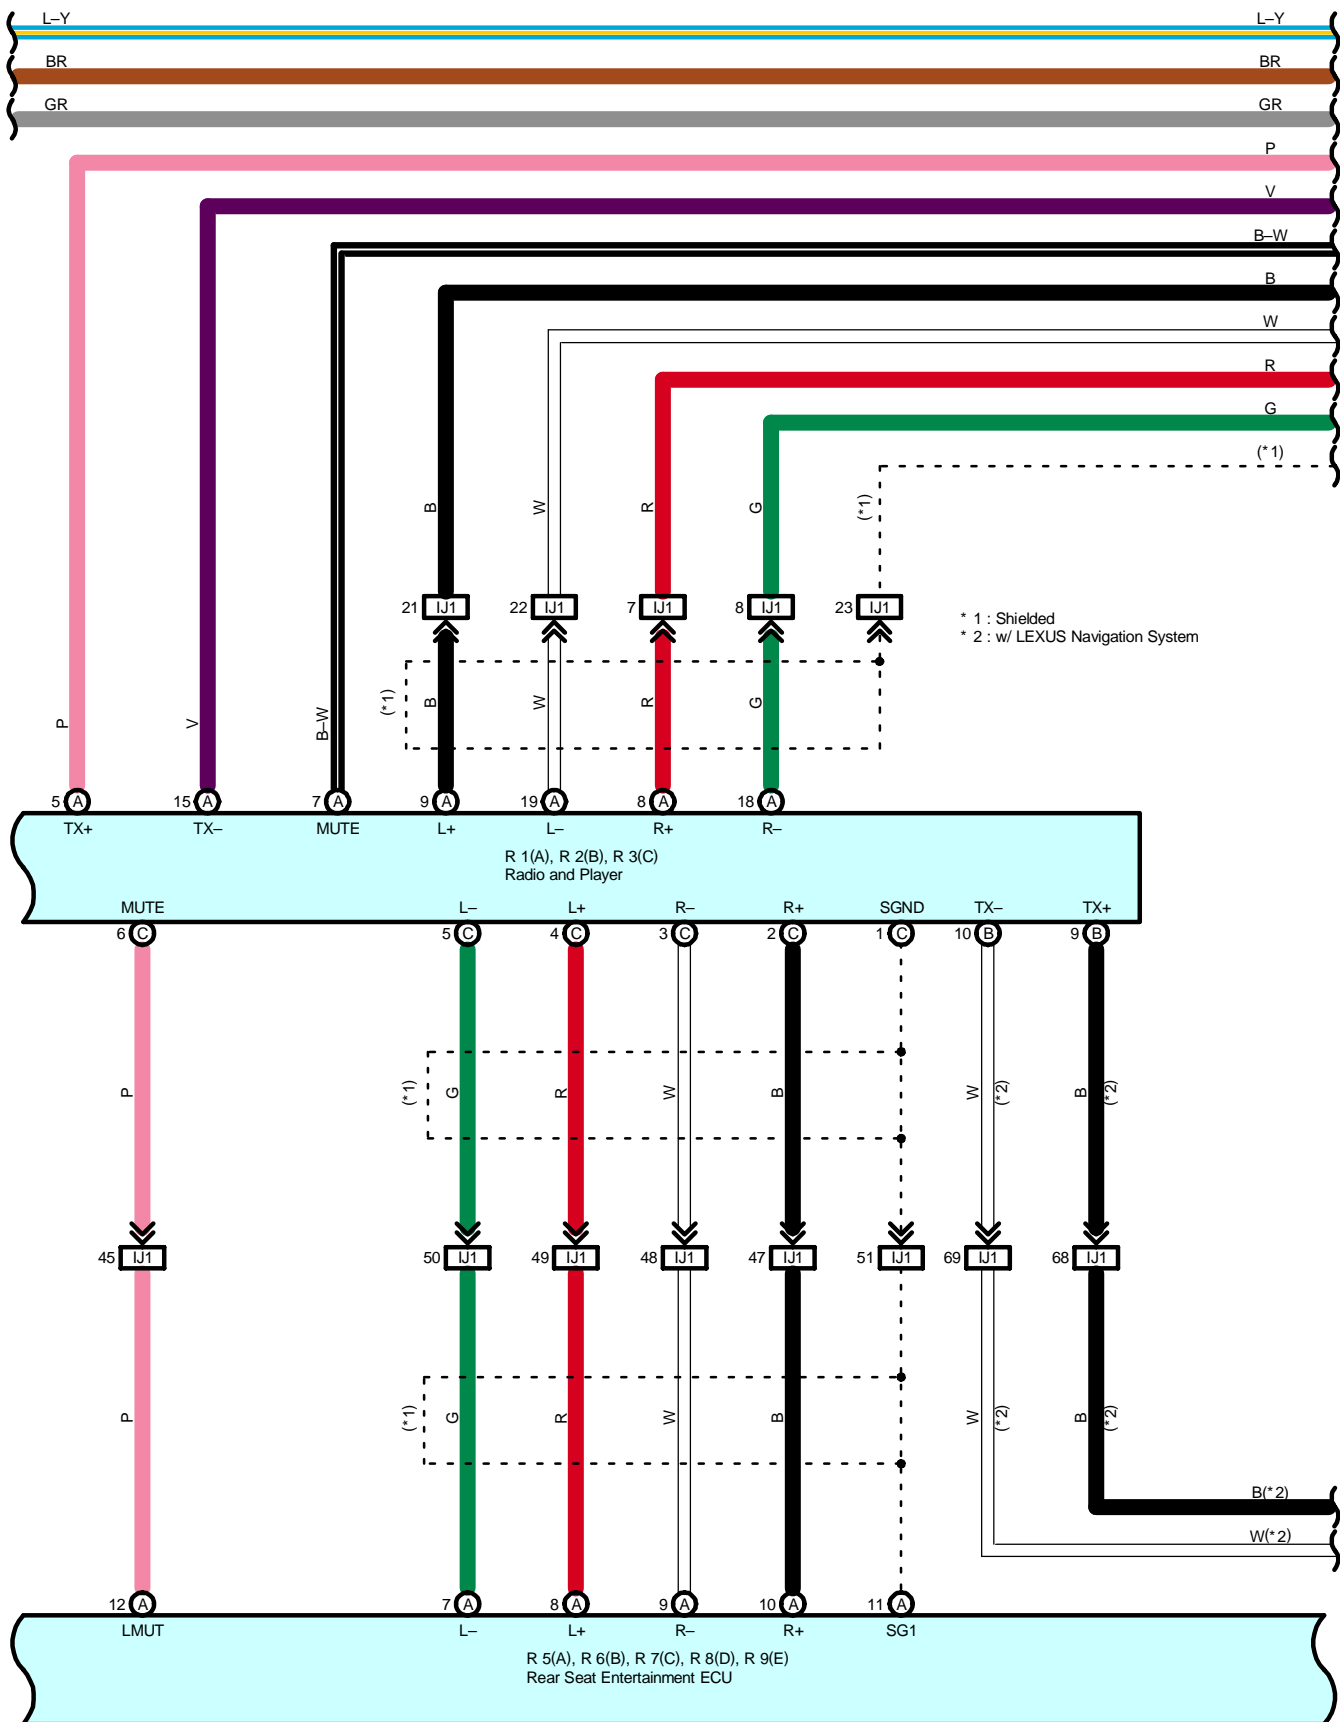 L–Y L–Y
BR BR
GR GR
P
V
B–W
B
W
R
G
(*1)
B W R G (*1)
21 IJ1 22 IJ1 7 IJ1 8 IJ1 23 IJ1
* 1 : Shielded
* 2 : w/ LEXUS Navigation System
P V B–W (*1) B W R G
5 A 15 A 7 A 9 A 19 A 8 A 18 A
TX+ TX– MUTE L+ L– R+ R–
R 1(A), R 2(B), R 3(C)
Radio and Player
MUTE L– L+ R– R+ SGND TX– TX+
6 C 5 C 4 C 3 C 2 C 1 C 10 B 9 B
P (*1) G R W B W (*2) B (*2)
45 IJ1 50 IJ1 49 IJ1 48 IJ1 47 IJ1 51 IJ1 69 IJ1 68 IJ1
P (*1) G R W B W (*2) B (*2)
B(*2)
W(*2)
12 A 7 A 8 A 9 A 10 A 11 A
LMUT L– L+ R– R+ SG1
R 5(A), R 6(B), R 7(C), R 8(D), R 9(E)
Rear Seat Entertainment ECU